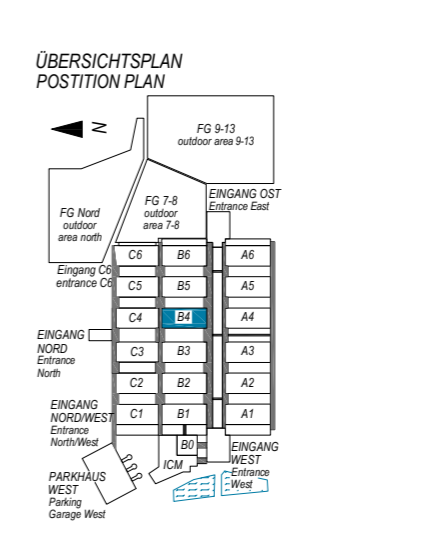 ÜBERSICHTSPLAN
POSTITION PLAN
N
FG 9-13
outdoor area 9-13
FG Nord
outdoor
area north
FG 7-8
outdoor
area 7-8
EINGANG OST
Entrance East
Eingang C6
entrance C6
C6 B6 A6
C5 B5 A5
C4 B4 A4
EINGANG
NORD
Entrance
North
C3 B3 A3
C2 B2 A2
EINGANG
NORD/WEST
Entrance
North/West
C1 B1 A1
B0
ICM
EINGANG
WEST
Entrance
West
PARKHAUS
WEST
Parking
Garage West